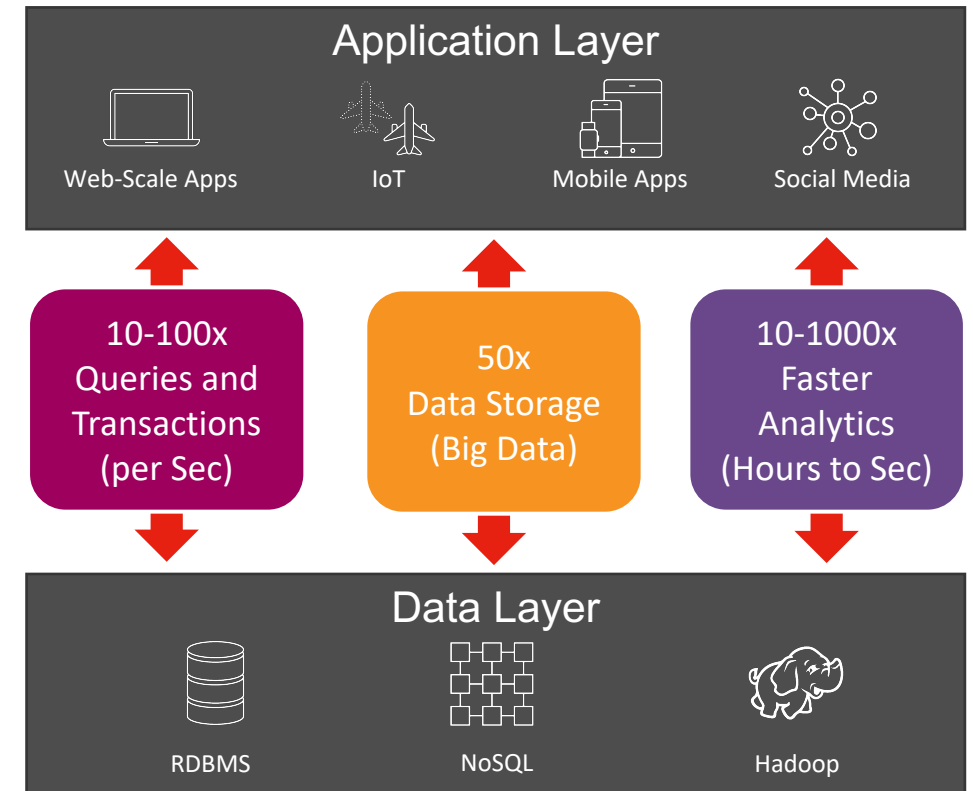 Application Layer
Web-Scale Apps
IoT
Mobile Apps
Social Media
10-100x
Queries and
Transactions
(per Sec)
50x
Data Storage
(Big Data)
10-1000x
Faster
Analytics
(Hours to Sec)
Data Layer
RDBMS
NoSQL
Hadoop